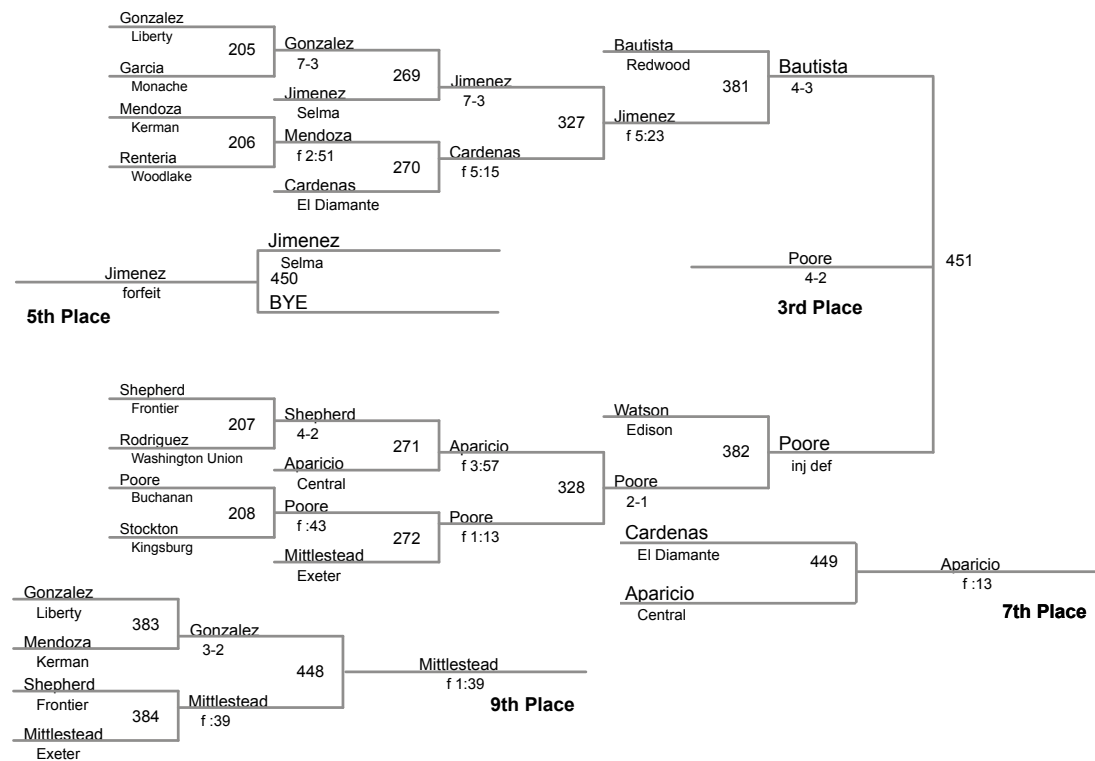 Gonzalez
Liberty
205
Garcia
Monache
Mendoza
Kerman
206
Renteria
Woodlake
Gonzalez
7-3
269
Jimenez
Selma
Mendoza
f 2:51
270
Cardenas
El Diamante
Jimenez
7-3
327
Cardenas
f 5:15
Bautista
Redwood
381
Jimenez
f 5:23
Bautista
4-3
451
Jimenez
Selma
450
BYE
Jimenez
forfeit
5th Place
Poore
4-2
3rd Place
Shepherd
Frontier
207
Rodriguez
Washington Union
Poore
Buchanan
208
Stockton
Kingsburg
Shepherd
4-2
271
Aparicio
Central
Poore
f :43
272
Mittlestead
Exeter
Aparicio
f 3:57
328
Poore
f 1:13
Watson
Edison
382
Poore
2-1
Poore
inj def
Cardenas
El Diamante
449
Aparicio
Central
Aparicio
f :13
7th Place
Gonzalez
Liberty
383
Mendoza
Kerman
Shepherd
Frontier
384
Mittlestead
Exeter
Gonzalez
3-2
448
Mittlestead
f :39
Mittlestead
f 1:39
9th Place